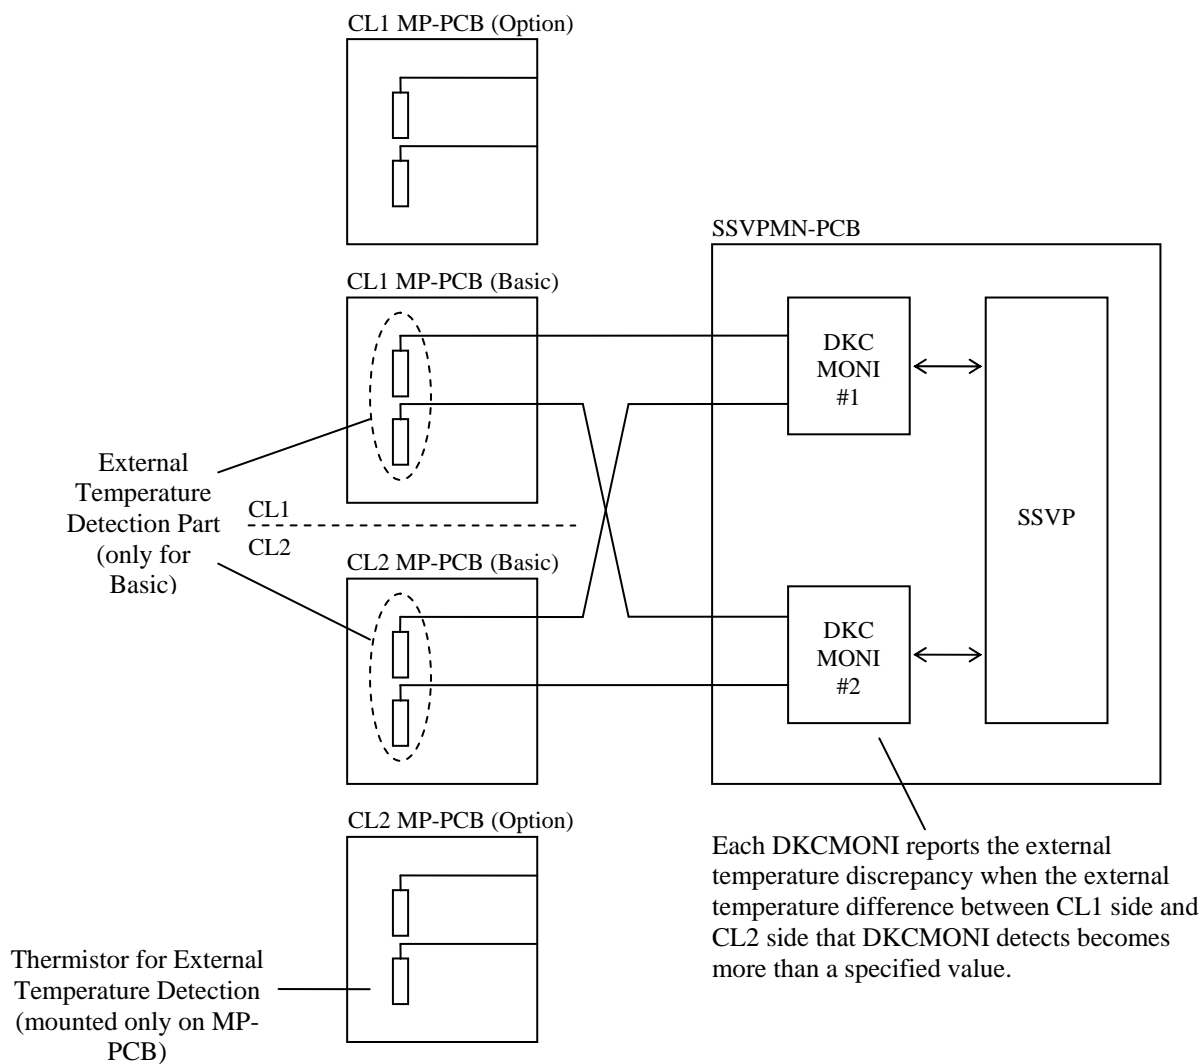 CL1 MP-PCB (Option)
SSVPMN-PCB
CL1 MP-PCB (Basic)
DKC
MONI
#1
External
Temperature
Detection Part
(only for
Basic)
CL1
CL2
SSVP
CL2 MP-PCB (Basic)
DKC
MONI
#2
CL2 MP-PCB (Option)
Each DKCMONI reports the external
temperature discrepancy when the external
temperature difference between CL1 side and
CL2 side that DKCMONI detects becomes
more than a specified value.
Thermistor for External
Temperature Detection
(mounted only on MP-
PCB)